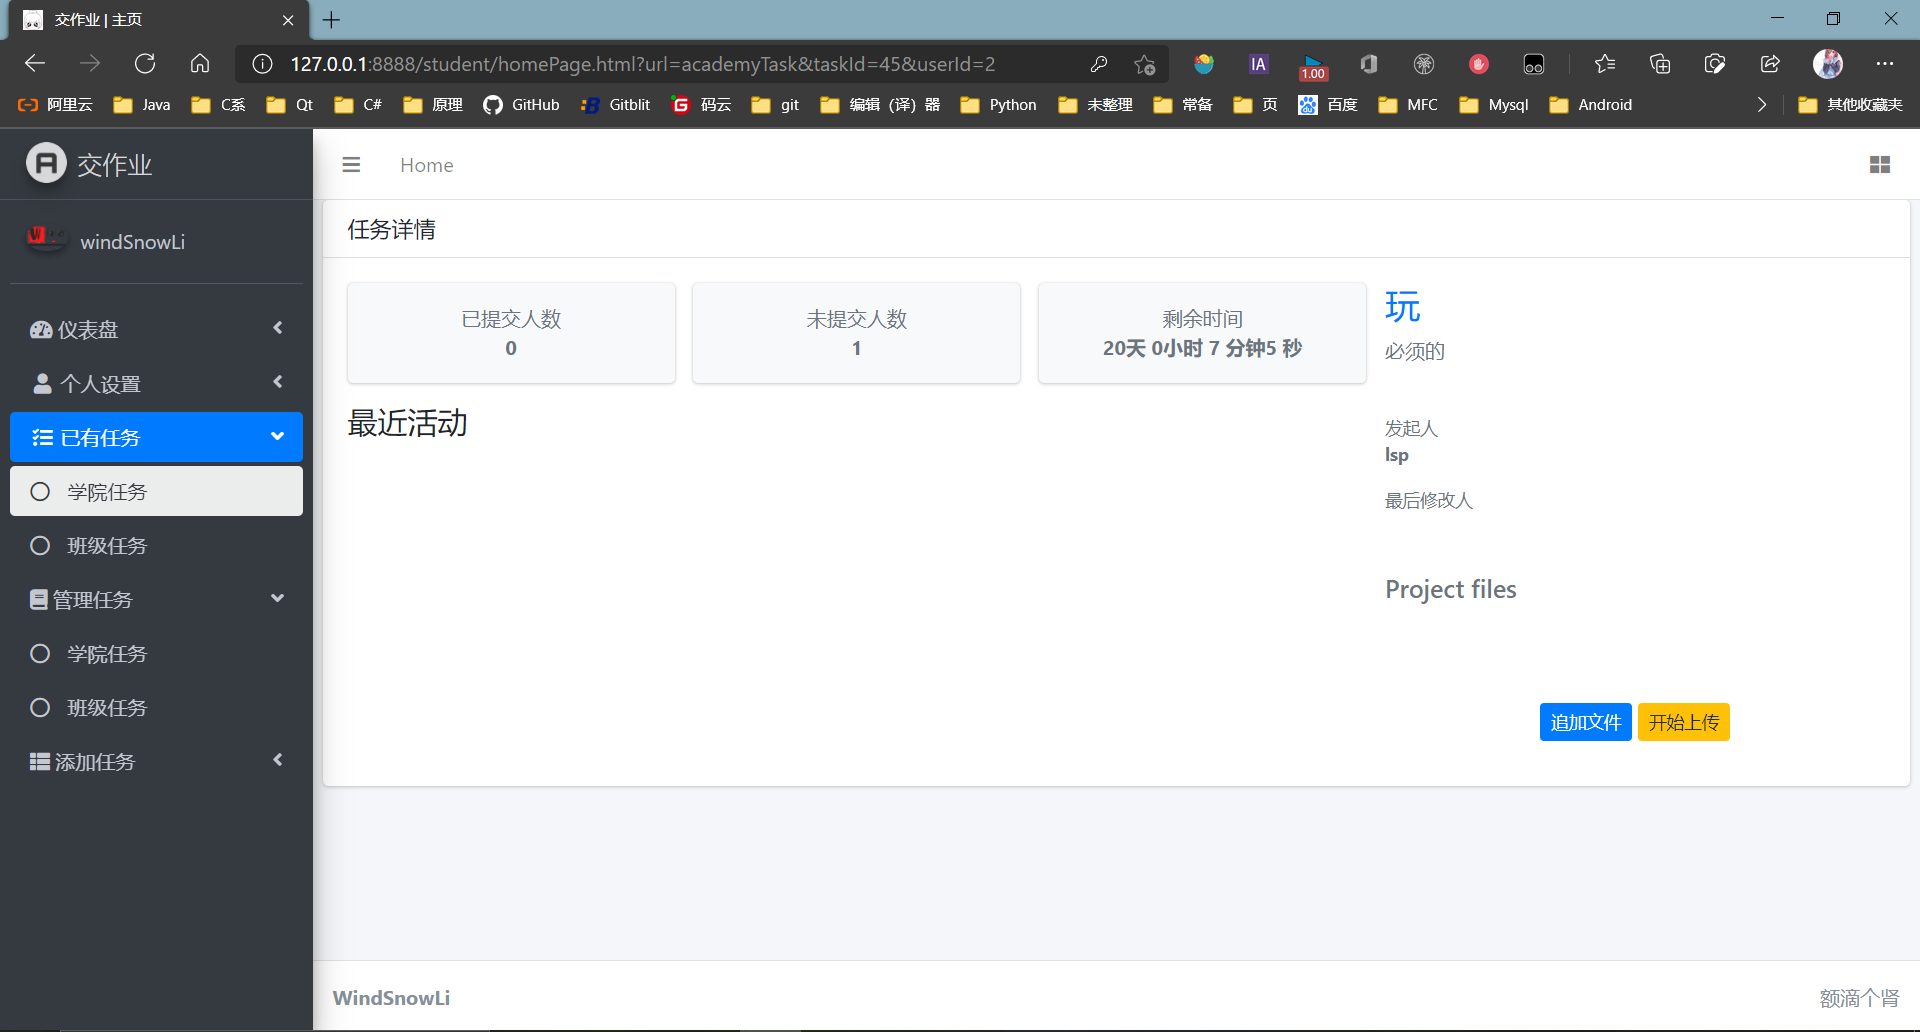 交作业 | 主页
127.0.0.1:8888/student/homePage.html?url=academyTask&taskId=45&userId=2
IA
1.00
阿里云 Java C系 Qt C# 原理 GitHub Gitblit 码云 git 编辑（译）器 Python 未整理 常备 页 百度 MFC Mysql Android 其他收藏夹
交作业
Home
windSnowLi
任务详情
仪表盘
个人设置
已有任务
学院任务
班级任务
管理任务
学院任务
班级任务
添加任务
已提交人数
0
未提交人数
1
剩余时间
20天 0小时 7 分钟5 秒
最近活动
玩
必须的
发起人
lsp
最后修改人
Project files
追加文件 开始上传
WindSnowLi
额滴个肾